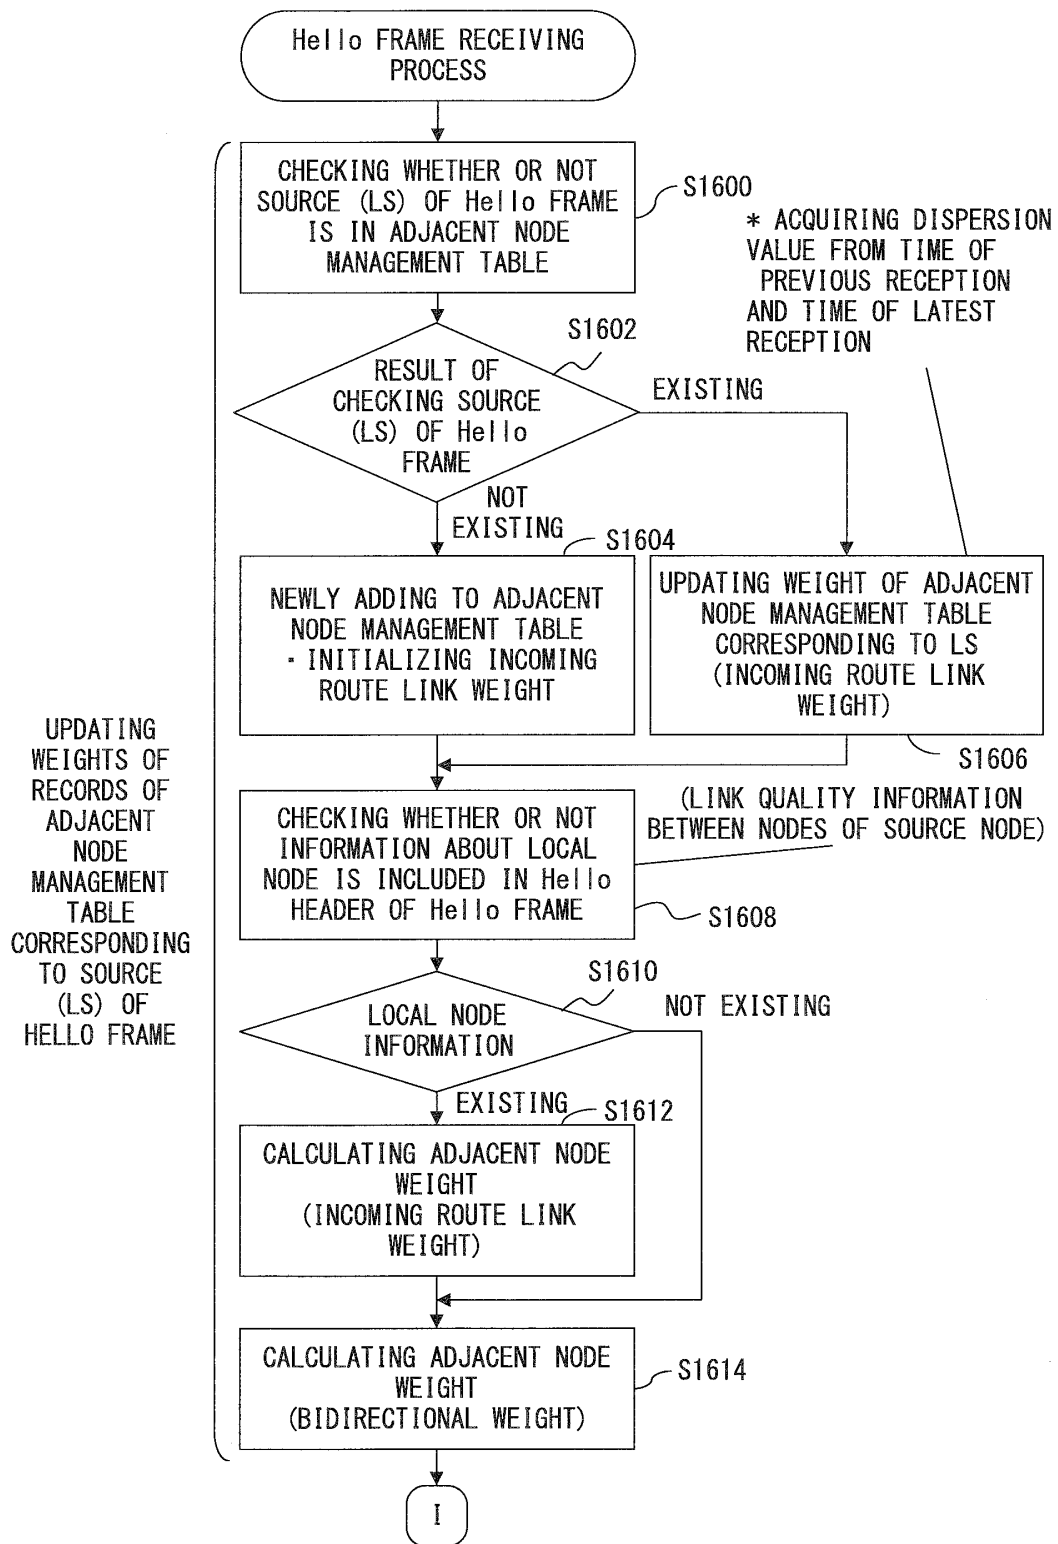 Hello FRAME RECEIVING
PROCESS
CHECKING WHETHER OR NOT
SOURCE (LS) OF Hello FRAME
IS IN ADJACENT NODE
MANAGEMENT TABLE
S1600
* ACQUIRING DISPERSION
VALUE FROM TIME OF
PREVIOUS RECEPTION
AND TIME OF LATEST
RECEPTION
S1602
RESULT OF
CHECKING SOURCE
(LS) OF Hello
FRAME
EXISTING
NOT
EXISTING
S1604
NEWLY ADDING TO ADJACENT
NODE MANAGEMENT TABLE
・INITIALIZING INCOMING
ROUTE LINK WEIGHT
UPDATING WEIGHT OF ADJACENT
NODE MANAGEMENT TABLE
CORRESPONDING TO LS
(INCOMING ROUTE LINK
WEIGHT)
S1606
UPDATING
WEIGHTS OF
RECORDS OF
ADJACENT
NODE
MANAGEMENT
TABLE
CORRESPONDING
TO SOURCE
(LS) OF
HELLO FRAME
CHECKING WHETHER OR NOT
INFORMATION ABOUT LOCAL
NODE IS INCLUDED IN Hello
HEADER OF Hello FRAME
(LINK QUALITY INFORMATION
BETWEEN NODES OF SOURCE NODE)
S1608
S1610
LOCAL NODE
INFORMATION
NOT EXISTING
EXISTING
S1612
CALCULATING ADJACENT NODE
WEIGHT
(INCOMING ROUTE LINK
WEIGHT)
CALCULATING ADJACENT NODE
WEIGHT
(BIDIRECTIONAL WEIGHT)
S1614
I